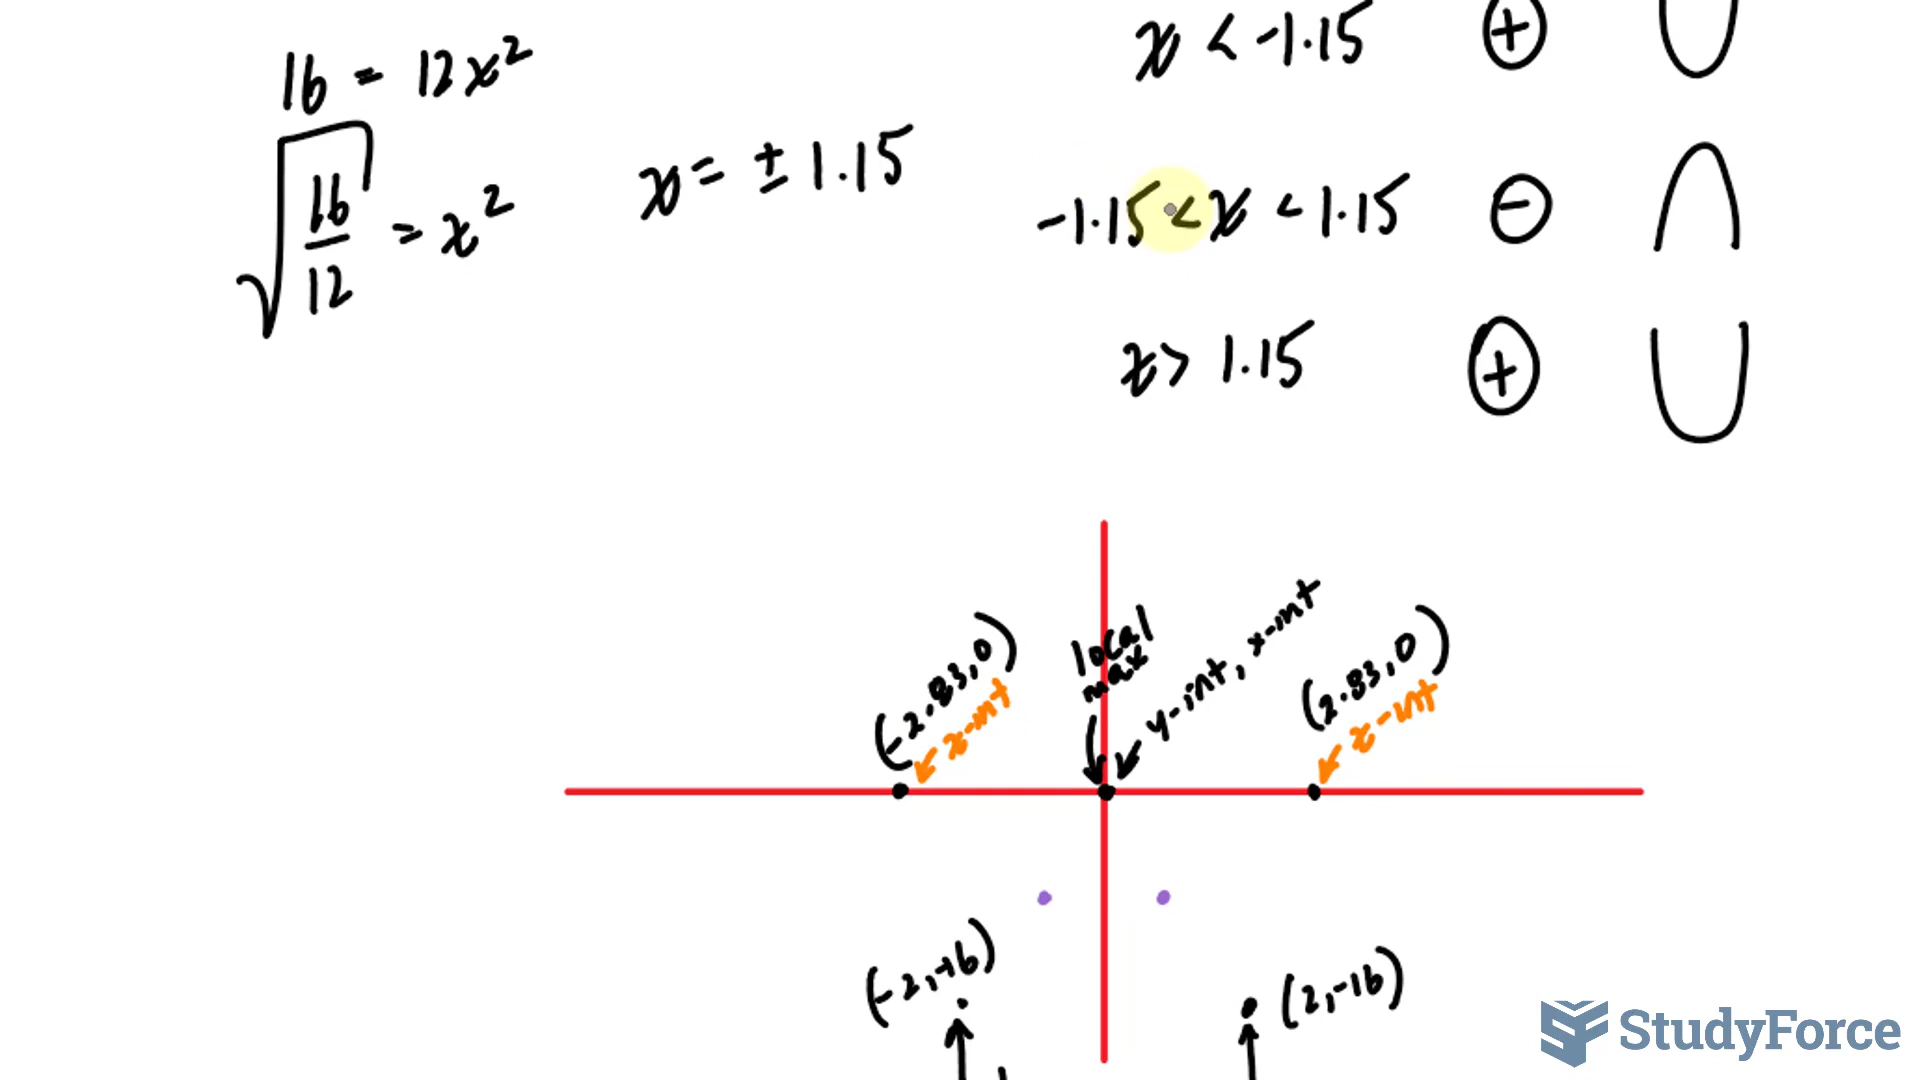 16 = 12x²
√16/12 = x²
x = ± 1.15
x < -1.15 ⊕
-1.15 < x < 1.15 ⊖
x > 1.15 ⊕
(-2.83, 0)
x-int
local
max
y-int, x-int
(2.83, 0)
x-int
(-2, -16)
(2, -16)
StudyForce